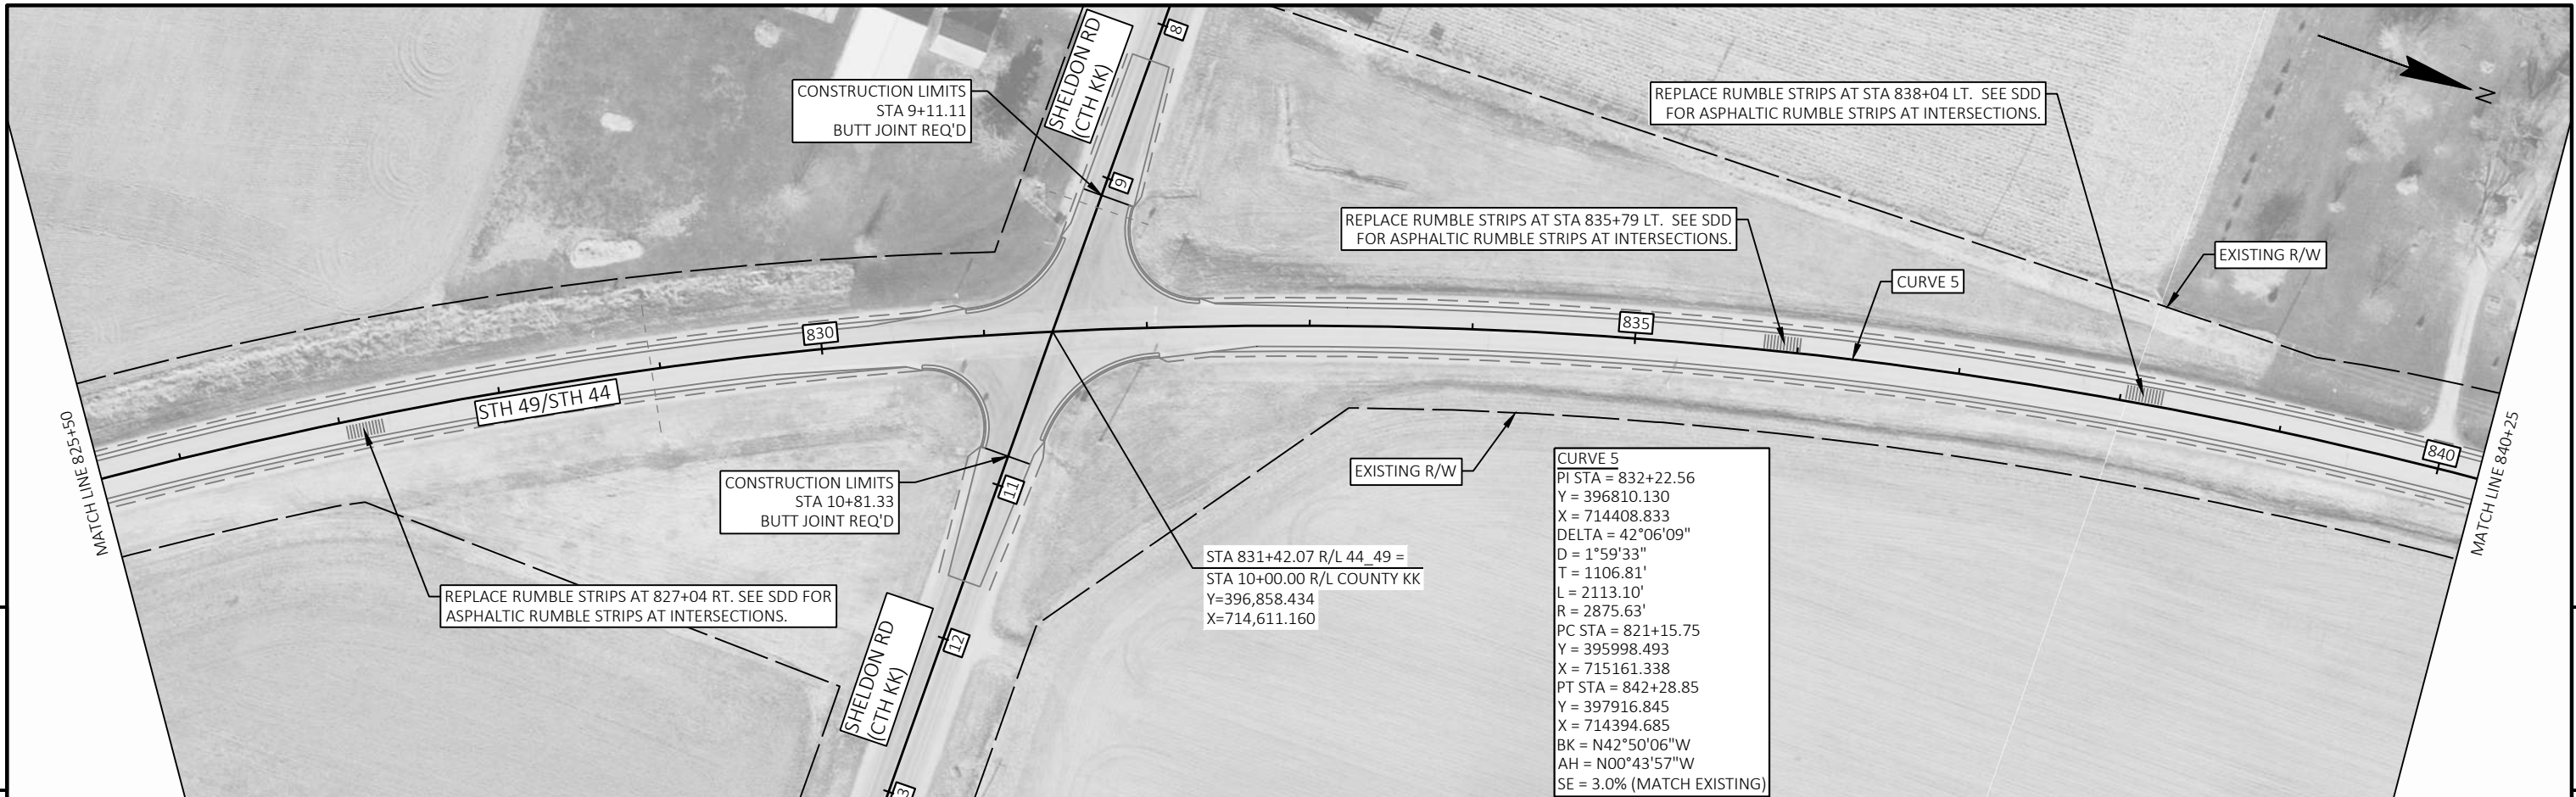 SHELDON RD
(CTH KK)
8
CONSTRUCTION LIMITS
STA 9+11.11
BUTT JOINT REQ'D
9
REPLACE RUMBLE STRIPS AT STA 838+04 LT. SEE SDD
FOR ASPHALTIC RUMBLE STRIPS AT INTERSECTIONS.
N
REPLACE RUMBLE STRIPS AT STA 835+79 LT. SEE SDD
FOR ASPHALTIC RUMBLE STRIPS AT INTERSECTIONS.
EXISTING R/W
CURVE 5
830
835
STH 49/STH 44
840
MATCH LINE 825+50
MATCH LINE 840+25
CONSTRUCTION LIMITS
STA 10+81.33
BUTT JOINT REQ'D
11
EXISTING R/W
STA 831+42.07 R/L 44_49 =
STA 10+00.00 R/L COUNTY KK
Y=396,858.434
X=714,611.160
REPLACE RUMBLE STRIPS AT 827+04 RT. SEE SDD FOR
ASPHALTIC RUMBLE STRIPS AT INTERSECTIONS.
12
SHELDON RD
(CTH KK)
3
CURVE 5
PI STA = 832+22.56
Y = 396810.130
X = 714408.833
DELTA = 42°06'09"
D = 1°59'33"
T = 1106.81'
L = 2113.10'
R = 2875.63'
PC STA = 821+15.75
Y = 395998.493
X = 715161.338
PT STA = 842+28.85
Y = 397916.845
X = 714394.685
BK = N42°50'06"W
AH = N00°43'57"W
SE = 3.0% (MATCH EXISTING)